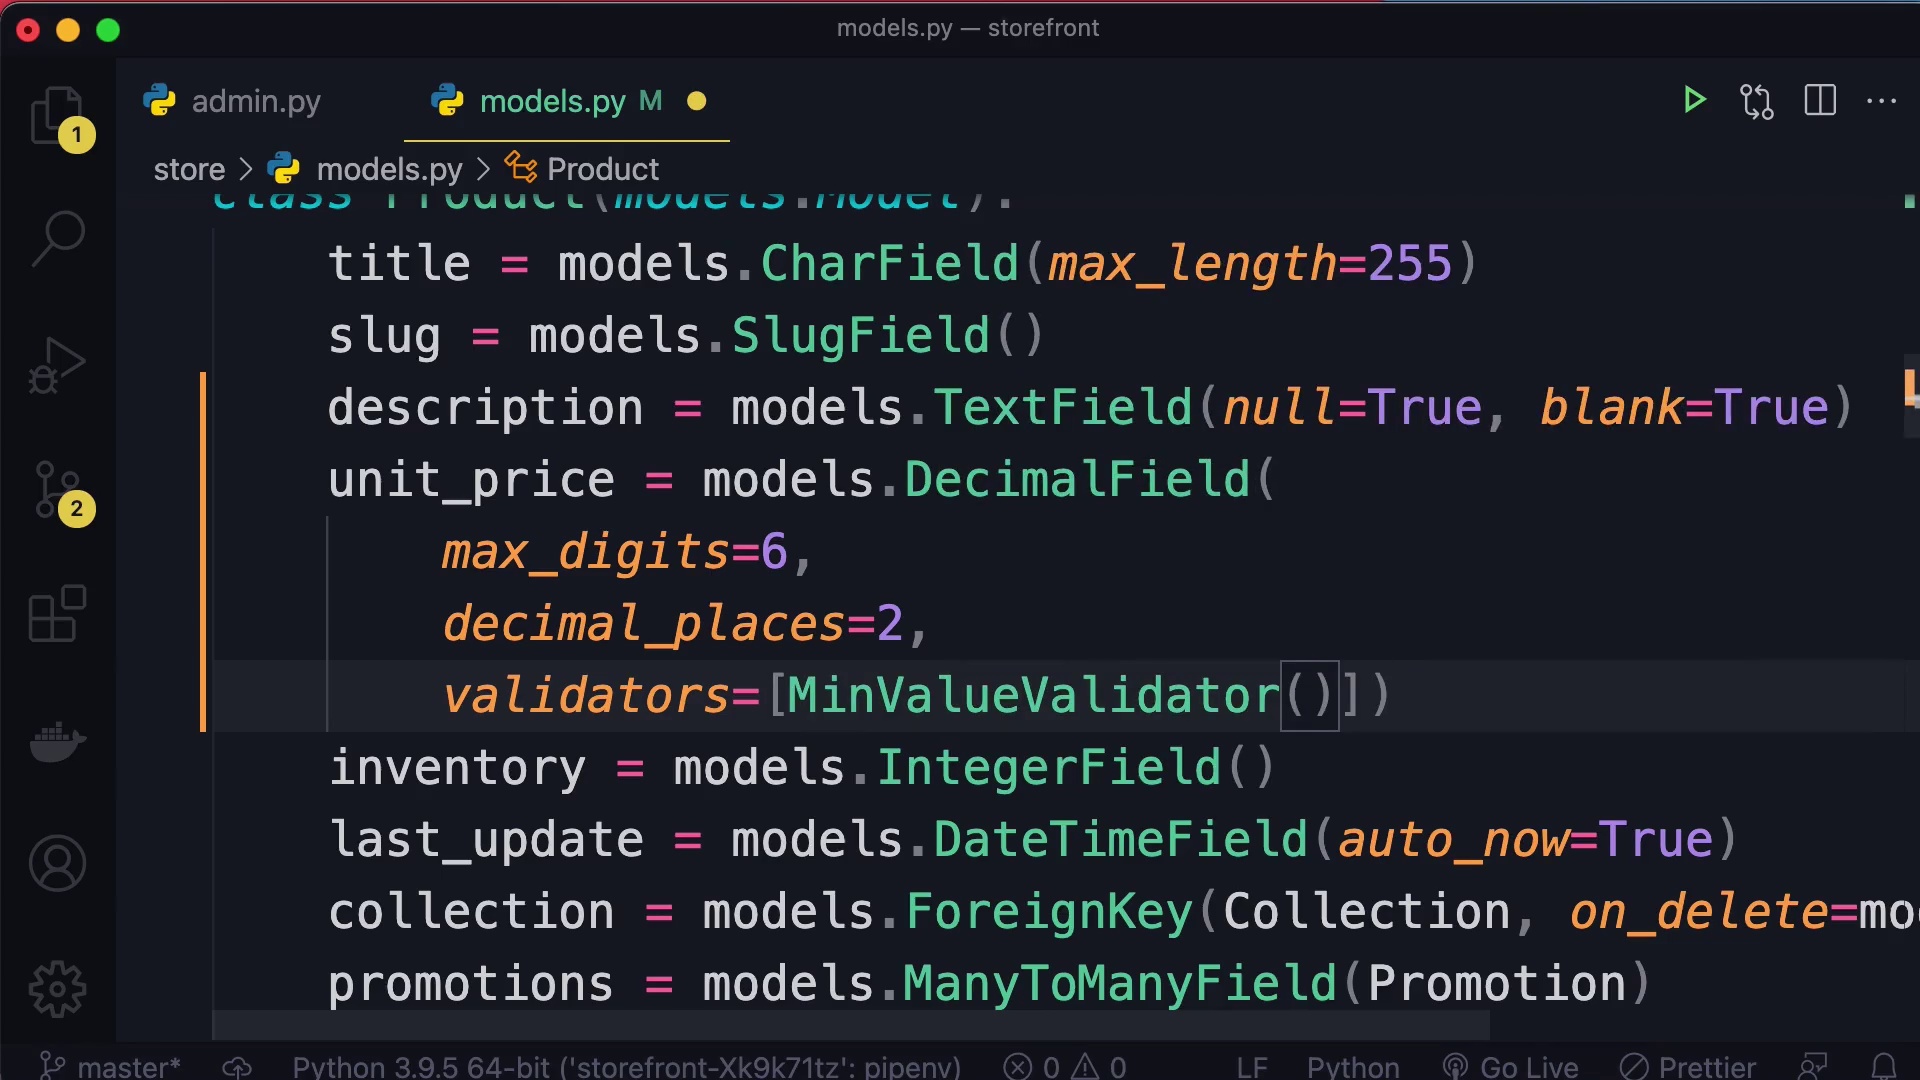 models.py — storefront
admin.py
models.py M
store > models.py > Product
class Product(models.Model):
title = models.CharField(max_length=255)
slug = models.SlugField()
description = models.TextField(null=True, blank=True)
unit_price = models.DecimalField(
max_digits=6,
decimal_places=2,
validators=[MinValueValidator()])
inventory = models.IntegerField()
last_update = models.DateTimeField(auto_now=True)
collection = models.ForeignKey(Collection, on_delete=mo
promotions = models.ManyToManyField(Promotion)
1
2
master* Python 3.9.5 64-bit ('storefront-Xk9k71tz': pipenv) 0 0 LF Python Go Live Prettier